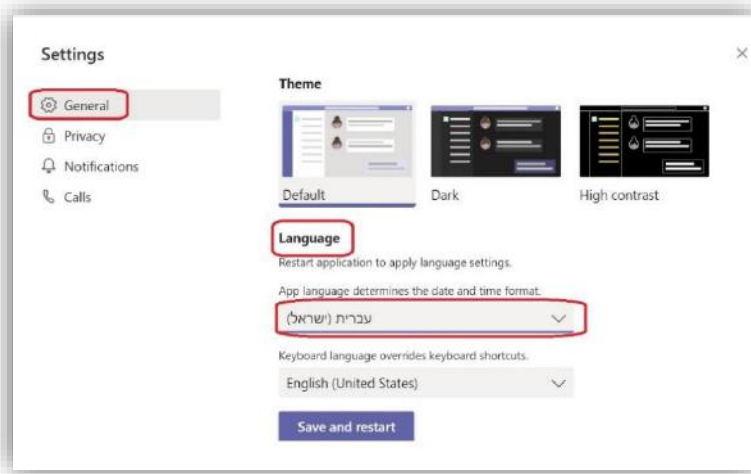 Settings
General
Privacy
Notifications
Calls
Theme
Default
Dark
High contrast
Language
Restart application to apply language settings.
App language determines the date and time format.
עברית (ישראל)
Keyboard language overrides keyboard shortcuts.
English (United States)
Save and restart